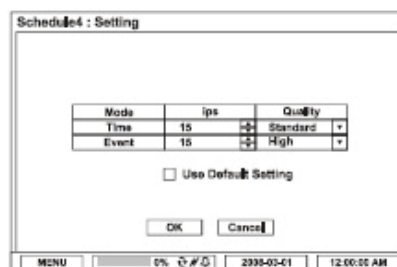 Schedule4 : Setting
Mode ips Quality
Time 15 Standard
Event 15 High
Use Default Setting
OK Cancel
MENU 0% 2008-03-01 12:00:00 AM